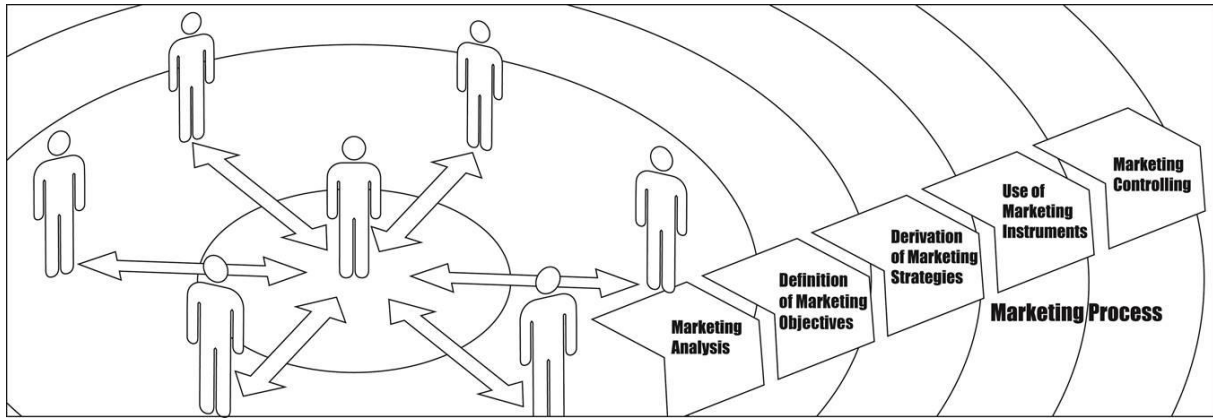 Marketing
Analysis
Definition
of Marketing
Objectives
Derivation
of Marketing
Strategies
Use of
Marketing
Instruments
Marketing
Controlling
Marketing Process